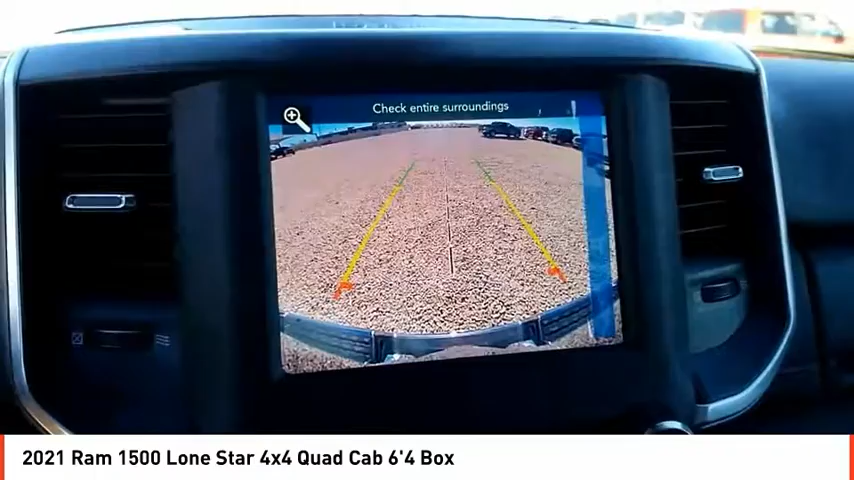 Check entire surroundings
2021 Ram 1500 Lone Star 4x4 Quad Cab 6'4 Box